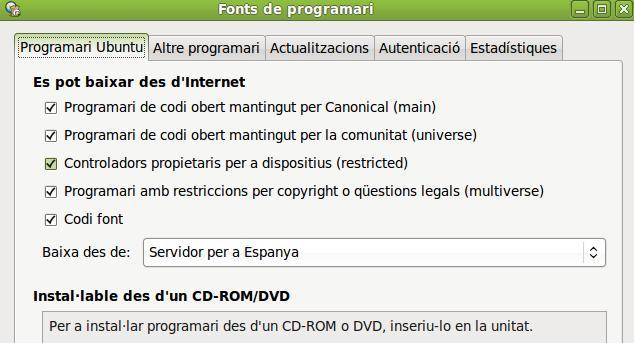 Fonts de programari
Programari Ubuntu Altre programari Actualitzacions Autenticació Estadístiques
Es pot baixar des d'Internet
Programari de codi obert mantingut per Canonical (main)
Programari de codi obert mantingut per la comunitat (universe)
Controladors propietaris per a dispositius (restricted)
Programari amb restriccions per copyright o qüestions legals (multiverse)
Codi font
Baixa des de: Servidor per a Espanya
Instal·lable des d'un CD-ROM/DVD
Per a instal·lar programari des d'un CD-ROM o DVD, inseriu-lo en la unitat.